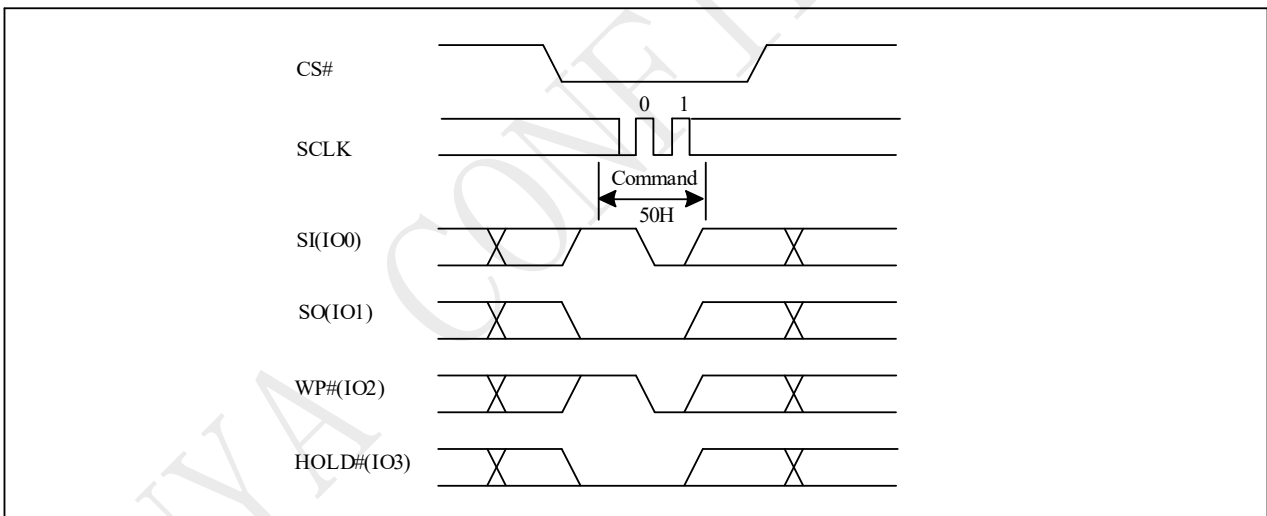 CS#
0 1
SCLK
Command
50H
SI(IO0)
SO(IO1)
WP#(IO2)
HOLD#(IO3)